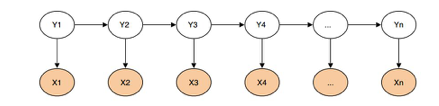 Y1 Y2 Y3 Y4 ... Yn
X1 X2 X3 X4 ... Xn